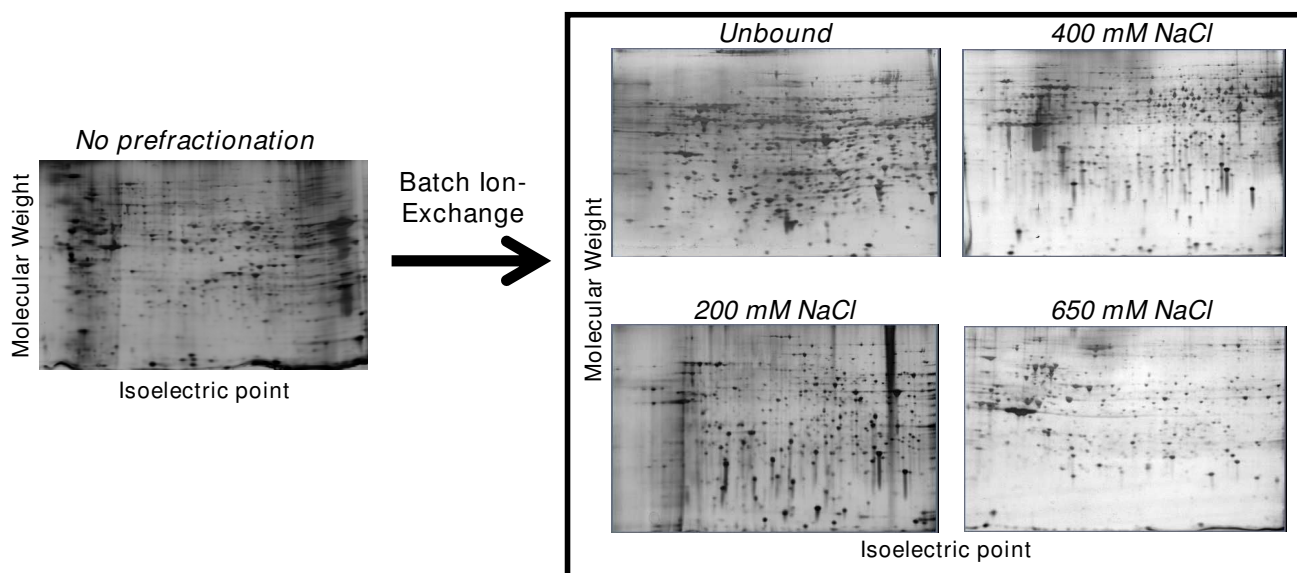 No prefractionation
Molecular Weight
Isoelectric point
Batch Ion-
Exchange
Unbound
400 mM NaCl
Molecular Weight
200 mM NaCl
650 mM NaCl
Isoelectric point